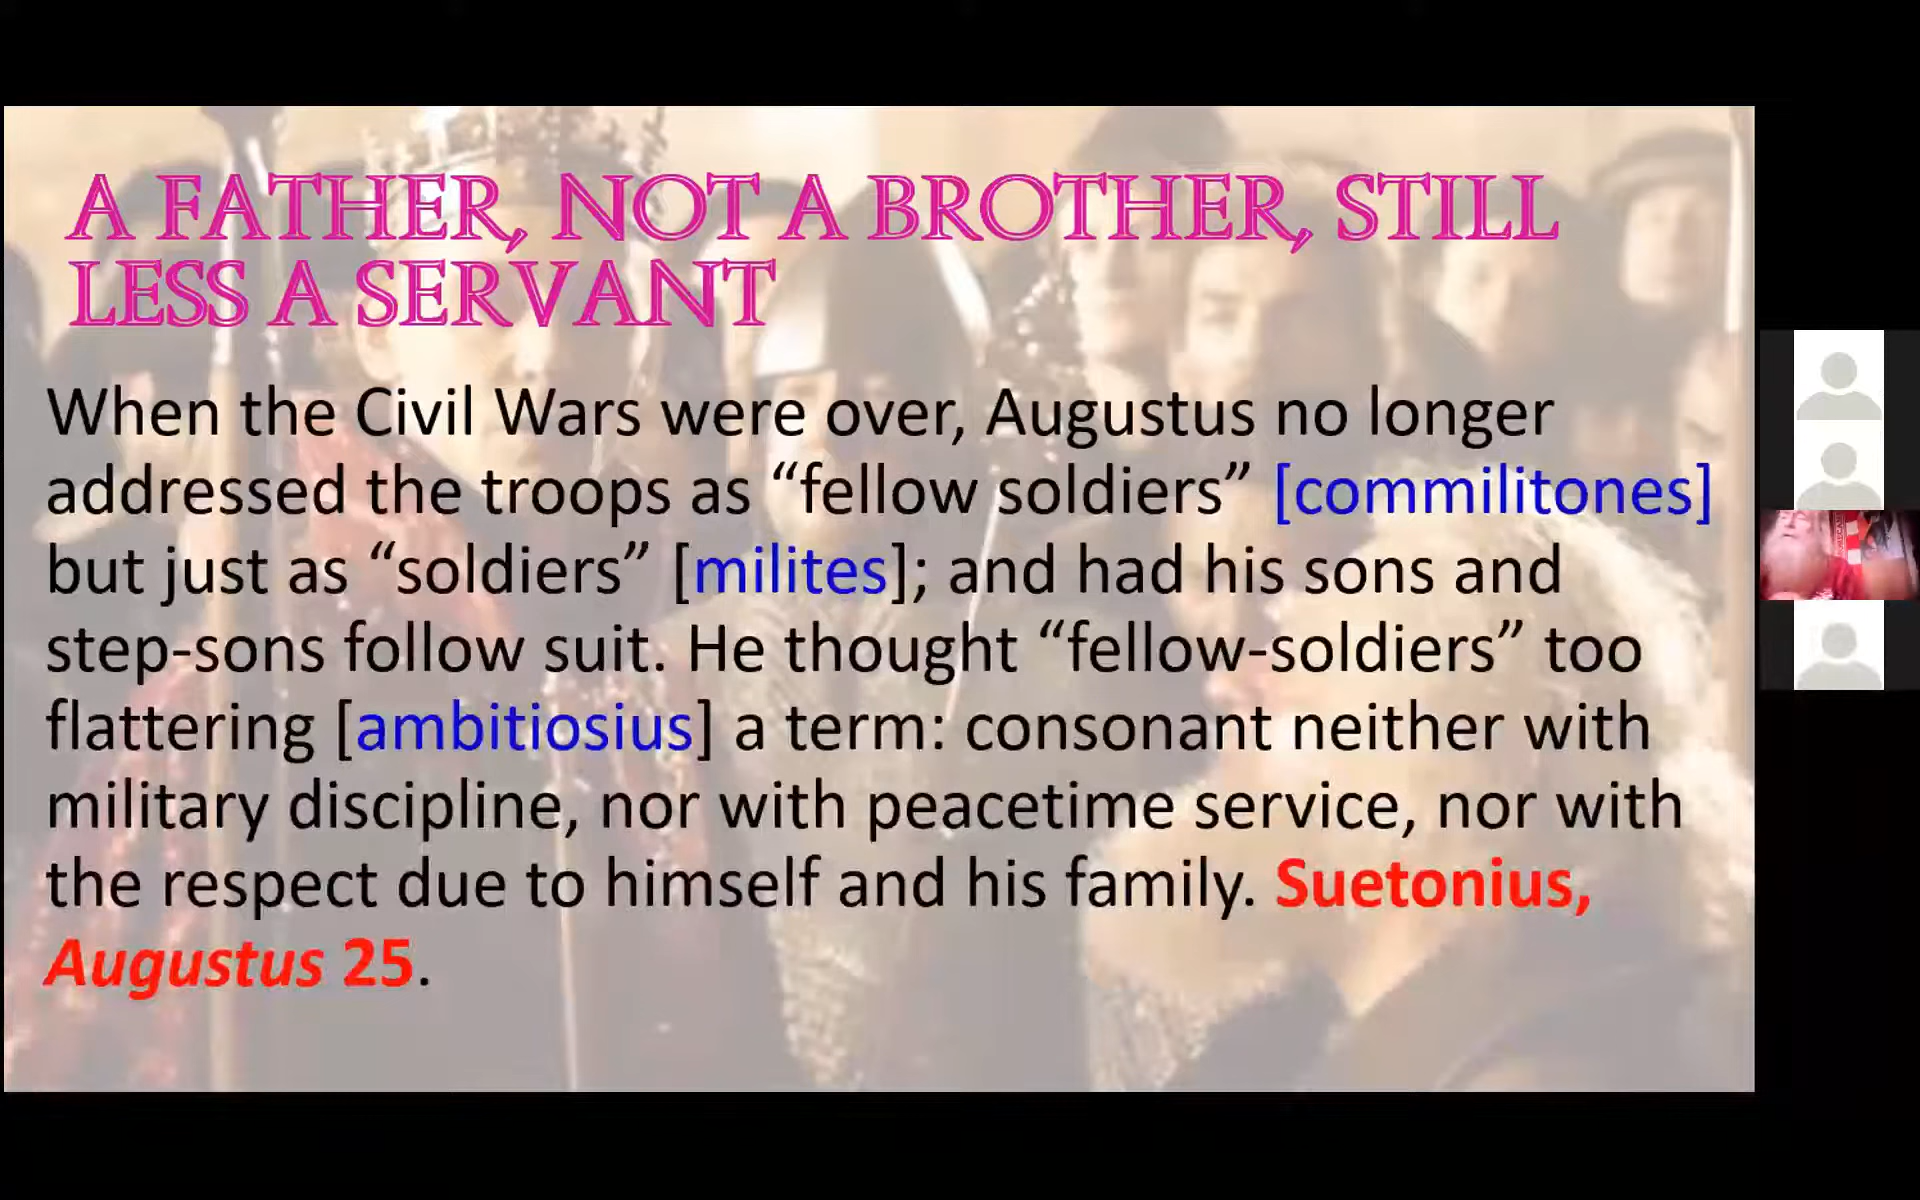 A FATHER, NOT A BROTHER, STILL
LESS A SERVANT
When the Civil Wars were over, Augustus no longer
addressed the troops as “fellow soldiers” [commilitones]
but just as “soldiers” [milites]; and had his sons and
step-sons follow suit. He thought “fellow-soldiers” too
flattering [ambitiosius] a term: consonant neither with
military discipline, nor with peacetime service, nor with
the respect due to himself and his family. Suetonius,
Augustus 25.